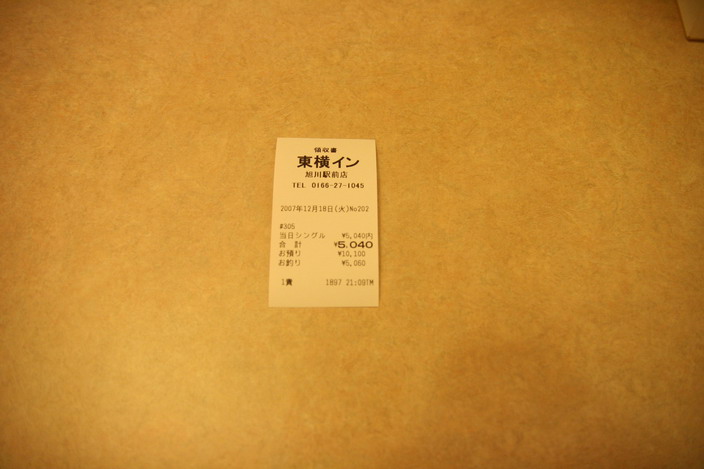 領収書
東横イン
旭川駅前店
TEL 0166-27-1045
2007年12月18日(火)No202
#305
当日シングル ¥5,040円
合 計 ¥5,040
お預り ¥10,100
お釣り ¥5,060
1責 1897 21:09TM